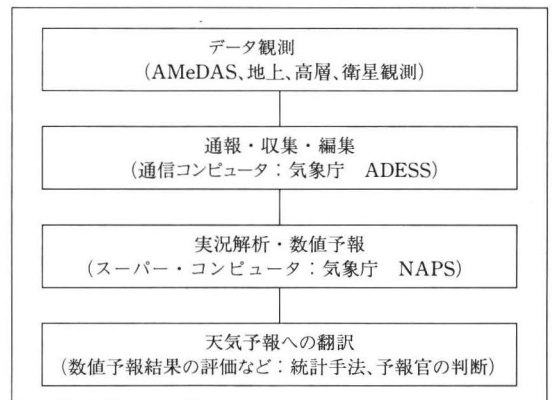 データ観測
(AMeDAS、地上、高層、衛星観測)
通報・収集・編集
(通信コンピュータ：気象庁　ADESS)
実況解析・数値予報
(スーパー・コンピュータ：気象庁　NAPS)
天気予報への翻訳
(数値予報結果の評価など：統計手法、予報官の判断)